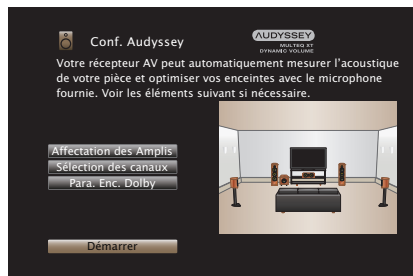 Conf. Audyssey
AUDYSSEY
MULTEQ XT
DYNAMIC VOLUME
Votre récepteur AV peut automatiquement mesurer l'acoustique
de votre pièce et optimiser vos enceintes avec le microphone
fournie. Voir les éléments suivant si nécessaire.
Affectation des Amplis
Sélection des canaux
Para. Enc. Dolby
Démarrer